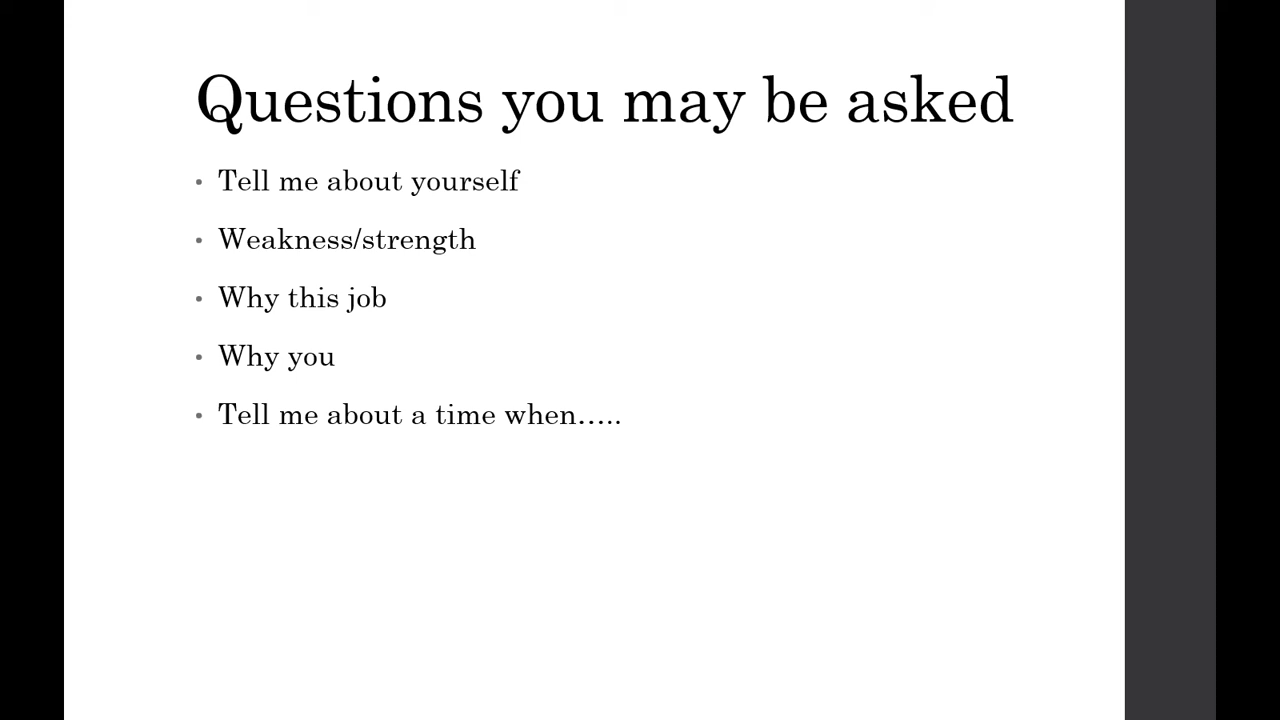 Questions you may be asked
• Tell me about yourself
• Weakness/strength
• Why this job
• Why you
• Tell me about a time when…..